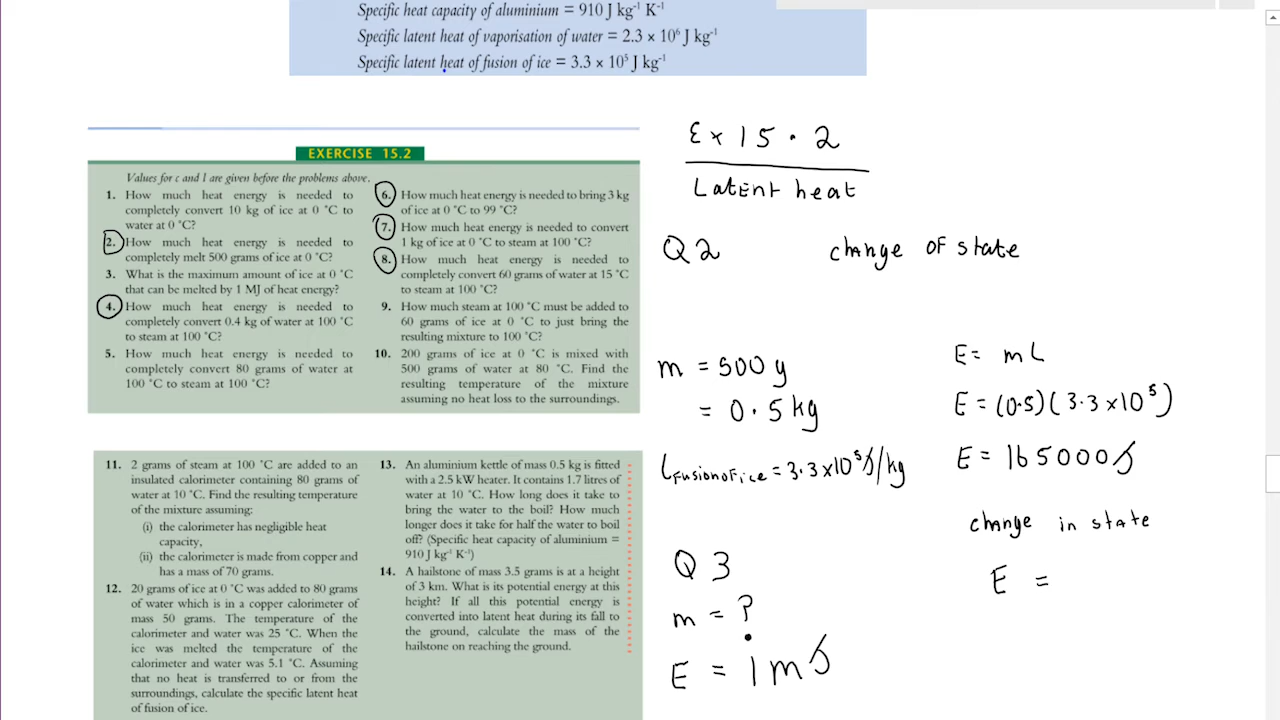 Specific heat capacity of aluminium = 910 J kg⁻¹ K⁻¹
Specific latent heat of vaporisation of water = 2.3 × 10⁶ J kg⁻¹
Specific latent heat of fusion of ice = 3.3 × 10⁵ J kg⁻¹
EXERCISE 15.2
Values for c and l are given before the problems above.
1. How much heat energy is needed to
completely convert 10 kg of ice at 0 °C to
water at 0 °C?
2. How much heat energy is needed to
completely melt 500 grams of ice at 0 °C?
3. What is the maximum amount of ice at 0 °C
that can be melted by 1 MJ of heat energy?
4. How much heat energy is needed to
completely convert 0.4 kg of water at 100 °C
to steam at 100 °C?
5. How much heat energy is needed to
completely convert 80 grams of water at
100 °C to steam at 100 °C?
6. How much heat energy is needed to bring 3 kg
of ice at 0 °C to 99 °C?
7. How much heat energy is needed to convert
1 kg of ice at 0 °C to steam at 100 °C?
8. How much heat energy is needed to
completely convert 60 grams of water at 15 °C
to steam at 100 °C?
9. How much steam at 100 °C must be added to
60 grams of ice at 0 °C to just bring the
resulting mixture to 100 °C?
10. 200 grams of ice at 0 °C is mixed with
500 grams of water at 80 °C. Find the
resulting temperature of the mixture
assuming no heat loss to the surroundings.
11. 2 grams of steam at 100 °C are added to an
insulated calorimeter containing 80 grams of
water at 10 °C. Find the resulting temperature
of the mixture assuming:
(i) the calorimeter has negligible heat
capacity,
(ii) the calorimeter is made from copper and
has a mass of 70 grams.
12. 20 grams of ice at 0 °C was added to 80 grams
of water which is in a copper calorimeter of
mass 50 grams. The temperature of the
calorimeter and water was 25 °C. When the
ice was melted the temperature of the
calorimeter and water was 5.1 °C. Assuming
that no heat is transferred to or from the
surroundings, calculate the specific latent heat
of fusion of ice.
13. An aluminium kettle of mass 0.5 kg is fitted
with a 2.5 kW heater. It contains 1.7 litres of
water at 10 °C. How long does it take to
bring the water to the boil? How much
longer does it take for half the water to boil
off? (Specific heat capacity of aluminium =
910 J kg⁻¹ K⁻¹)
14. A hailstone of mass 3.5 grams is at a height
of 3 km. What is its potential energy at this
height? If all this potential energy is
converted into latent heat during its fall to
the ground, calculate the mass of the
hailstone on reaching the ground.
Ex 15.2
Latent heat
Q2 change of state
m = 500g
= 0.5kg
L Fusion of ice = 3.3 x 10⁵ J/kg
E = mL
E = (0.5)(3.3 x 10⁵)
E = 165000J
change in state
E =
Q3
m = ?
E = 1mJ